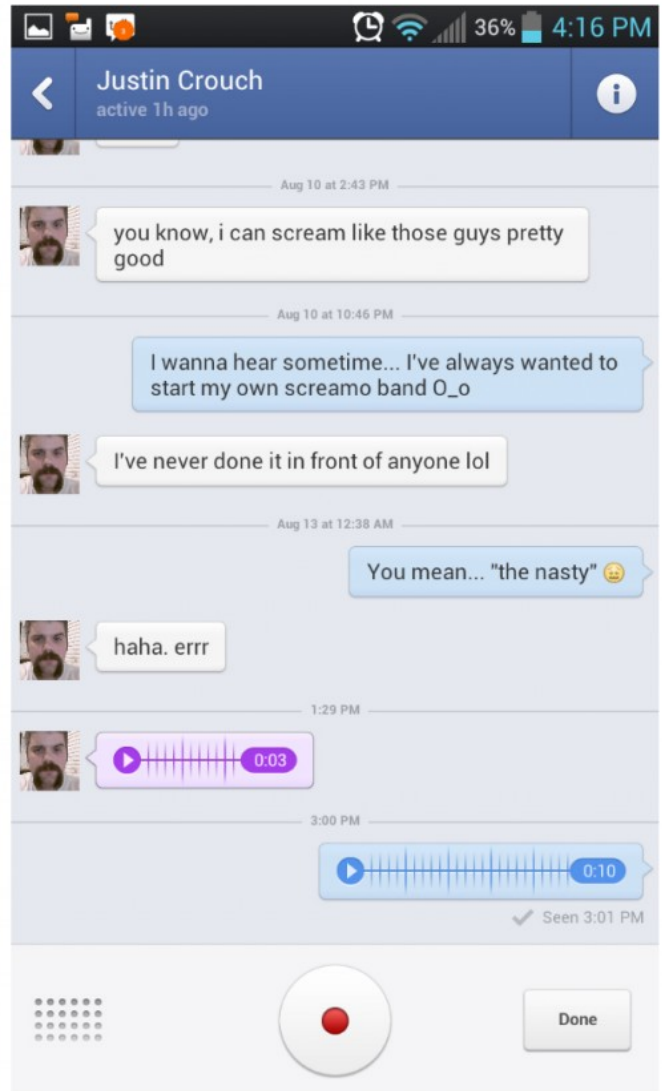 36% 4:16 PM
Justin Crouch
active 1h ago
Aug 10 at 2:43 PM
you know, i can scream like those guys pretty
good
Aug 10 at 10:46 PM
I wanna hear sometime... I've always wanted to
start my own screamo band O_o
I've never done it in front of anyone lol
Aug 13 at 12:38 AM
You mean... "the nasty"
haha. errr
1:29 PM
0:03
3:00 PM
0:10
Seen 3:01 PM
Done